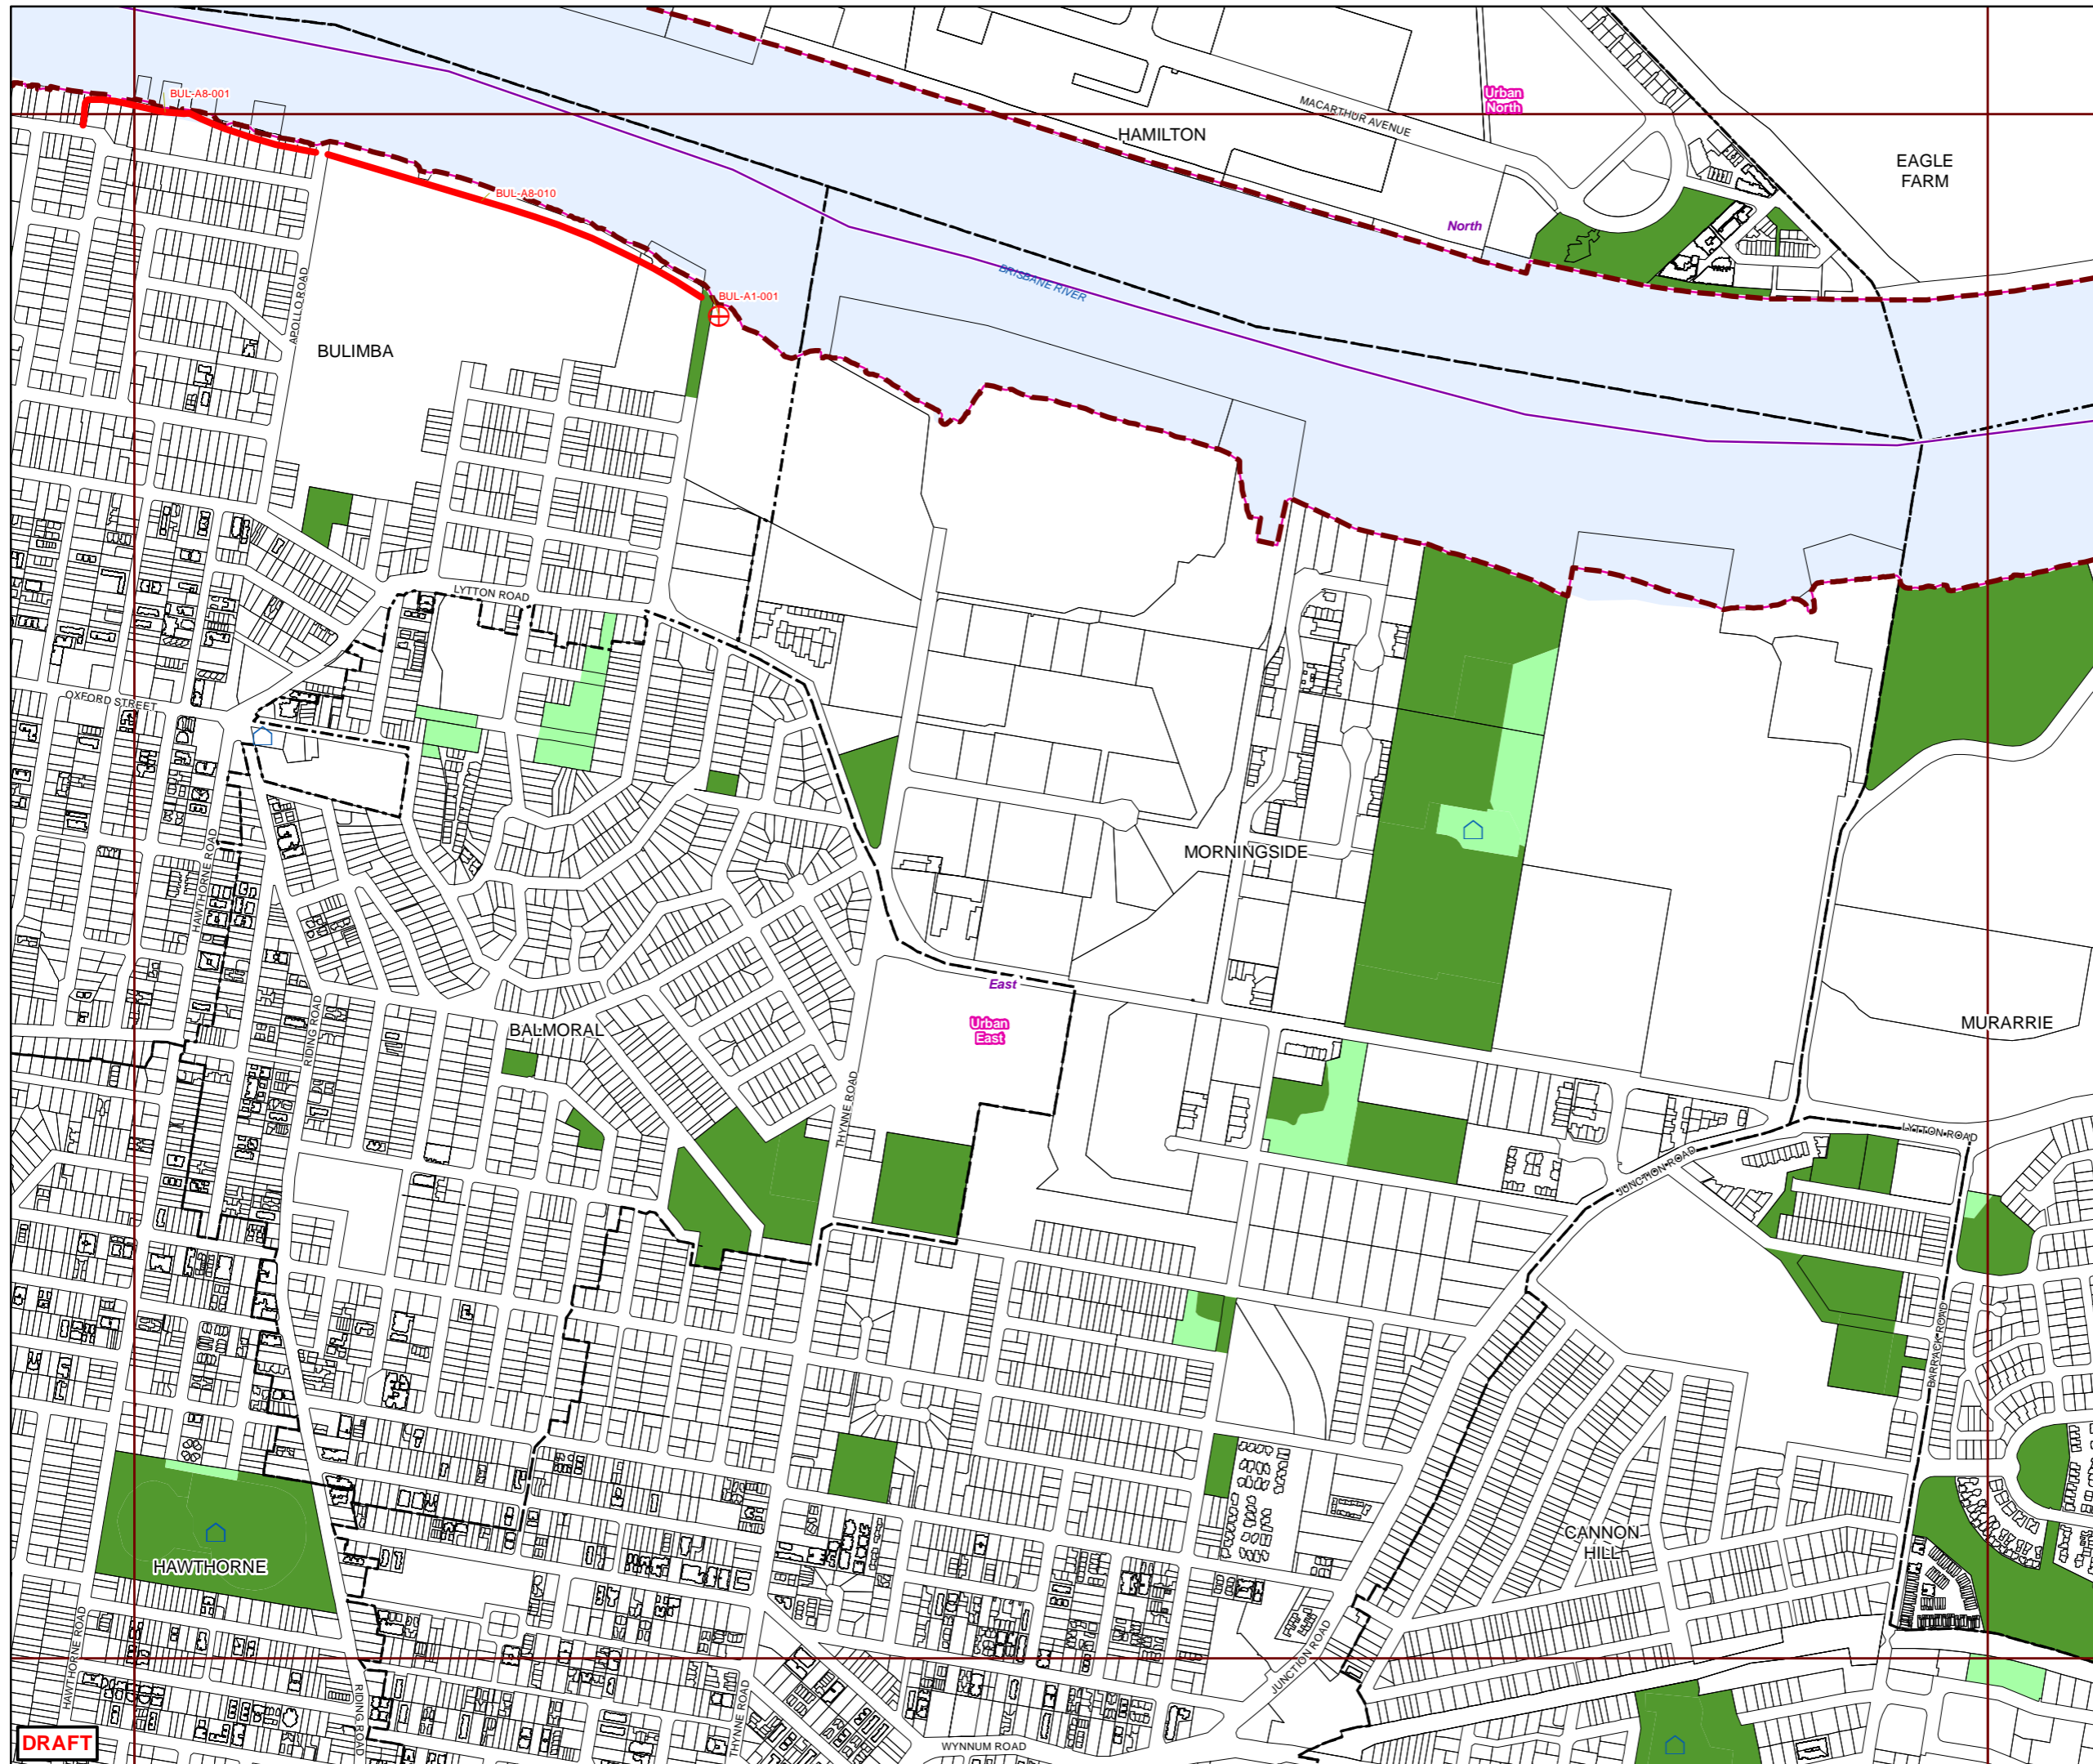 BUL-A8-001
Urban
North
MACARTHUR AVENUE
HAMILTON
EAGLE
FARM
BUL-A8-010
North
BRISBANE RIVER
BUL-A1-001
APOLLO ROAD
BULIMBA
LYTTON ROAD
OXFORD STREET
HAWTHORNE ROAD
MORNINGSIDE
East
RIDING ROAD
BALMORAL
Urban
East
MURARRIE
THYNNE ROAD
LYTTON ROAD
JUNCTION ROAD
BARRACK ROAD
CANNON
HILL
HAWTHORNE
HAWTHORNE ROAD
JUNCTION ROAD
RIDING ROAD
THYNNE ROAD
WYNNUM ROAD
DRAFT